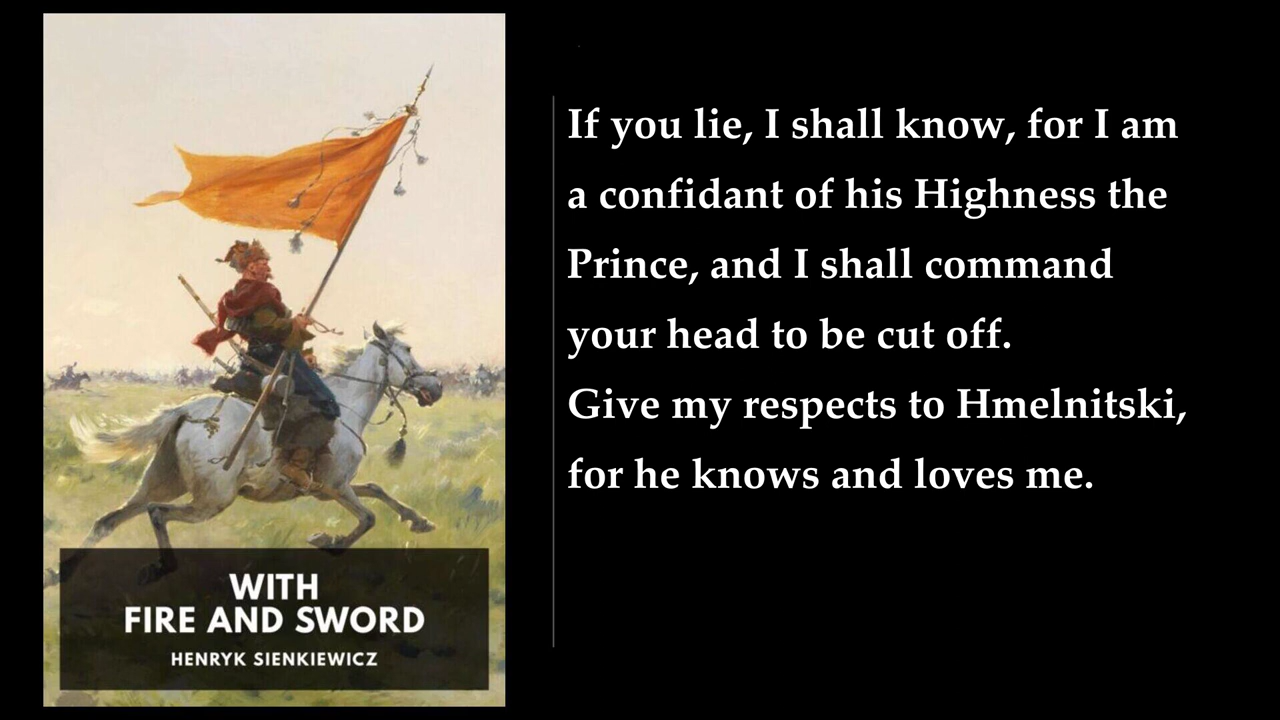 WITH
FIRE AND SWORD
HENRYK SIENKIEWICZ
If you lie, I shall know, for I am
a confidant of his Highness the
Prince, and I shall command
your head to be cut off.
Give my respects to Hmelnitski,
for he knows and loves me.